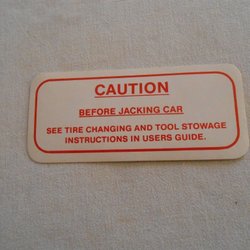 CAUTION
BEFORE JACKING CAR
SEE TIRE CHANGING AND TOOL STOWAGE
INSTRUCTIONS IN USERS GUIDE.